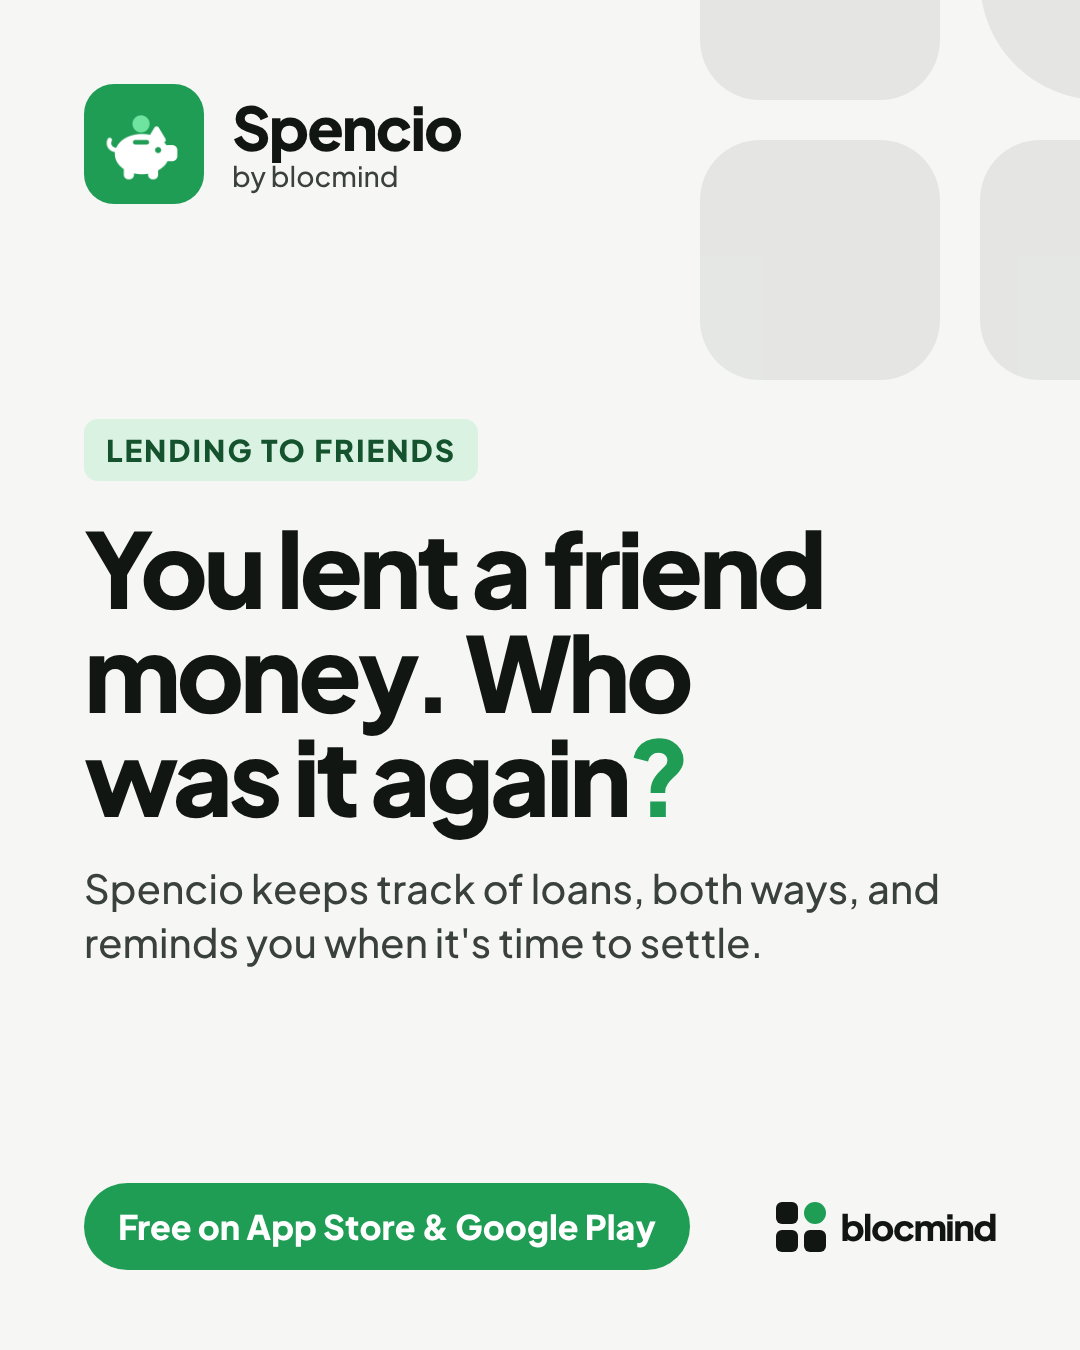 Spencio
by blocmind
LENDING TO FRIENDS
You lent a friend
money. Who
was it again?
Spencio keeps track of loans, both ways, and
reminds you when it's time to settle.
Free on App Store & Google Play
blocmind